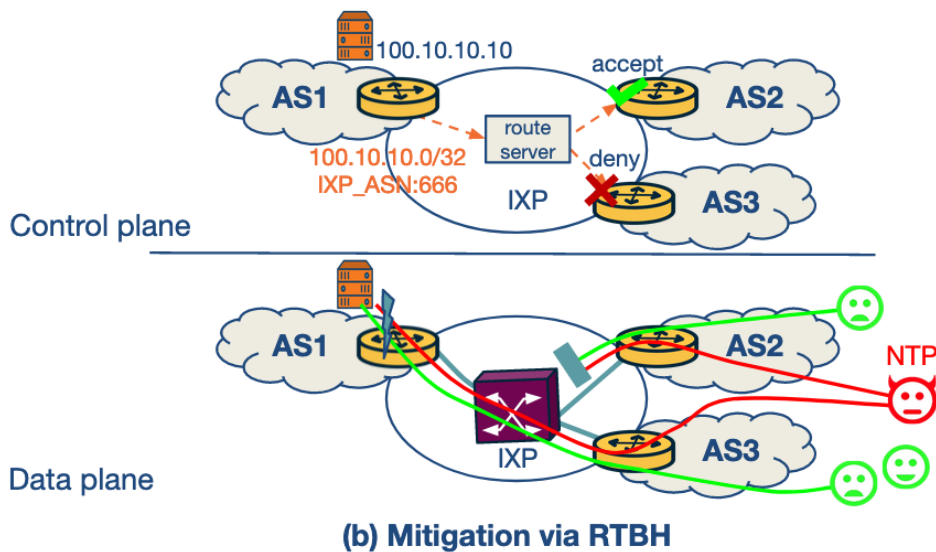 100.10.10.10
accept
AS1
AS2
route
server
100.10.10.0/32
IXP_ASN:666
deny
IXP
AS3
Control plane
AS1
AS2
NTP
IXP
AS3
Data plane
(b) Mitigation via RTBH